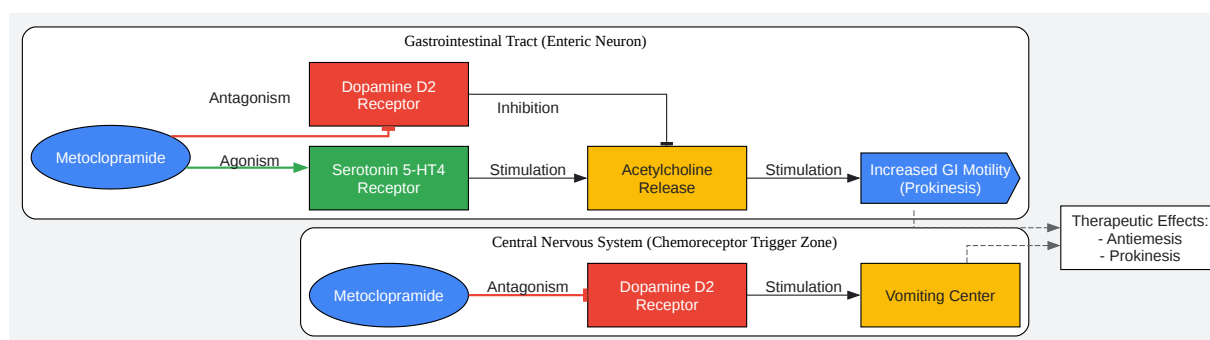 Gastrointestinal Tract (Enteric Neuron)
Dopamine D2
Receptor
Antagonism
Inhibition
Metoclopramide
Agonism
Serotonin 5-HT4
Receptor
Stimulation
Acetylcholine
Release
Stimulation
Increased GI Motility
(Prokinesis)
Therapeutic Effects:
- Antiemesis
- Prokinesis
Central Nervous System (Chemoreceptor Trigger Zone)
Metoclopramide
Antagonism
Dopamine D2
Receptor
Stimulation
Vomiting Center